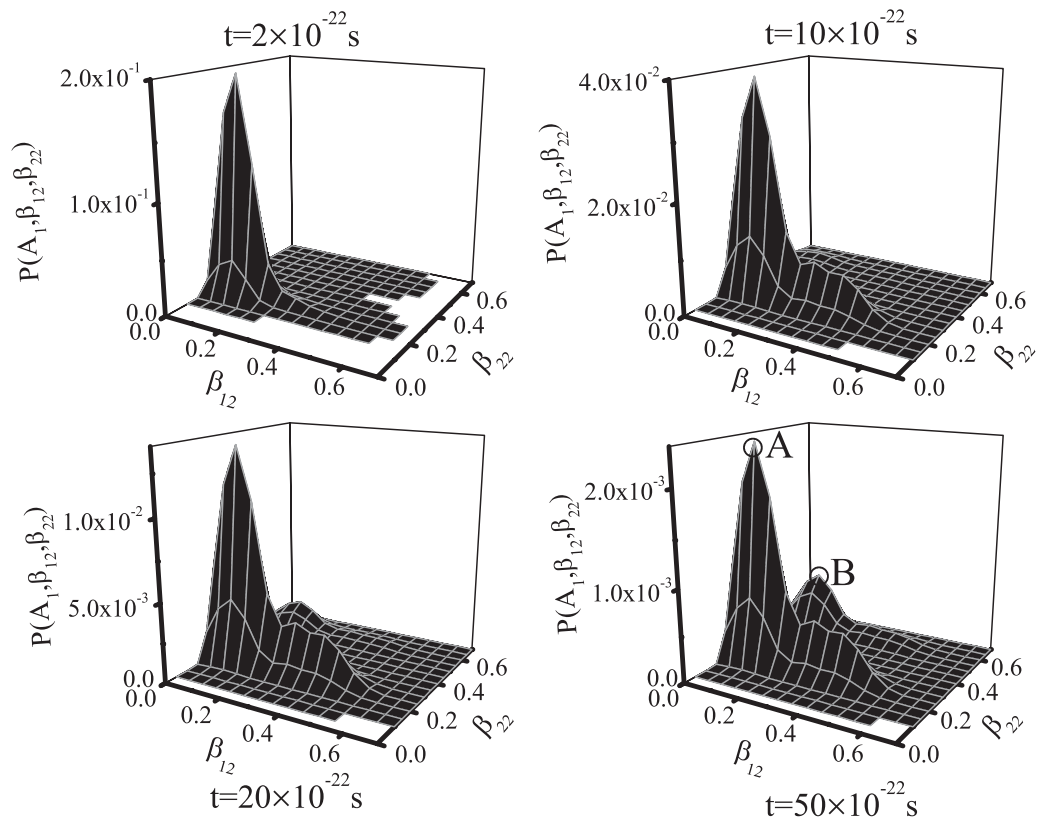 t=2×10⁻²²s
t=10×10⁻²²s
2.0x10⁻¹
1.0x10⁻¹
0.0
P(A₁,β₁₂,β₂₂)
0.0
0.2
0.4
0.6
β₁₂
0.0
0.2
0.4
0.6
β₂₂
4.0x10⁻²
2.0x10⁻²
0.0
P(A₁,β₁₂,β₂₂)
0.0
0.2
0.4
0.6
β₁₂
0.0
0.2
0.4
0.6
β₂₂
1.0x10⁻²
5.0x10⁻³
0.0
P(A₁,β₁₂,β₂₂)
0.0
0.2
0.4
0.6
β₁₂
0.0
0.2
0.4
0.6
β₂₂
A
B
2.0x10⁻³
1.0x10⁻³
0.0
P(A₁,β₁₂,β₂₂)
0.0
0.2
0.4
0.6
β₁₂
0.0
0.2
0.4
0.6
β₂₂
t=20×10⁻²²s
t=50×10⁻²²s